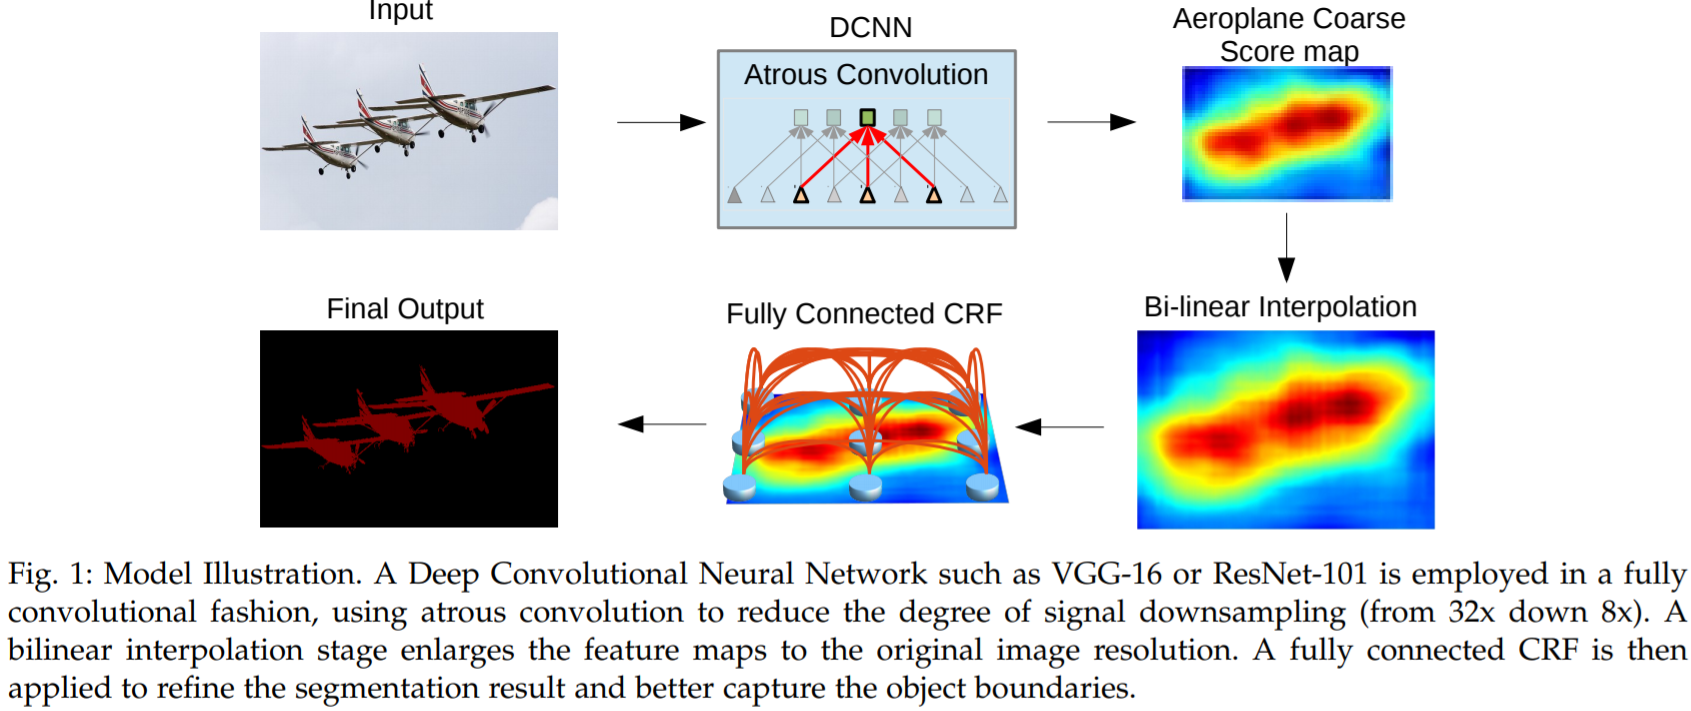 Input
DCNN
Atrous Convolution
Aeroplane Coarse
Score map
Final Output
Fully Connected CRF
Bi-linear Interpolation
Fig. 1: Model Illustration. A Deep Convolutional Neural Network such as VGG-16 or ResNet-101 is employed in a fully
convolutional fashion, using atrous convolution to reduce the degree of signal downsampling (from 32x down 8x). A
bilinear interpolation stage enlarges the feature maps to the original image resolution. A fully connected CRF is then
applied to refine the segmentation result and better capture the object boundaries.